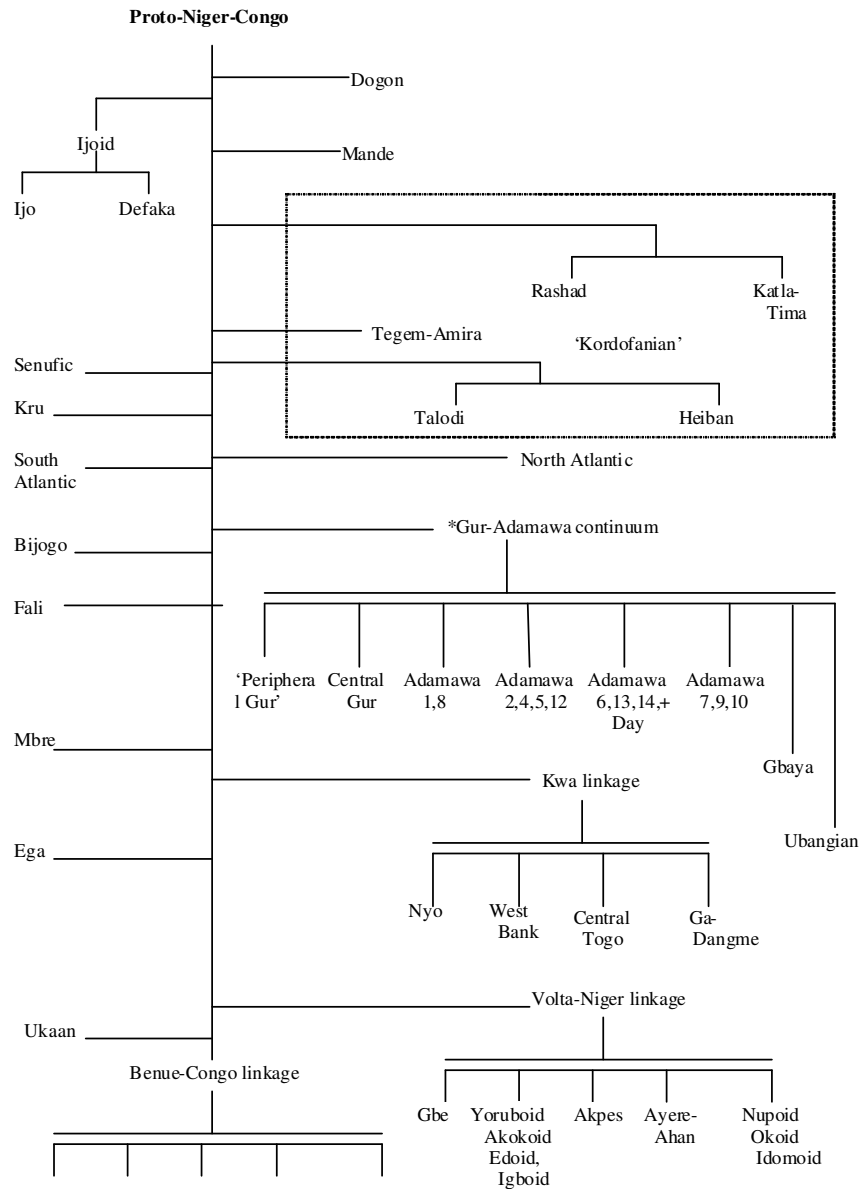 Proto-Niger-Congo
Dogon
Ijoid
Mande
Ijo
Defaka
Rashad
Katla-
Tima
Tegem-Amira
‘Kordofanian’
Senufic
Kru
Talodi
Heiban
South
Atlantic
North Atlantic
*Gur-Adamawa continuum
Bijogo
Fali
‘Periphera
l Gur’
Central
Gur
Adamawa
1,8
Adamawa
2,4,5,12
Adamawa
6,13,14,+
Day
Adamawa
7,9,10
Mbre
Gbaya
Kwa linkage
Ubangian
Ega
Nyo
West
Bank
Central
Togo
Ga-
Dangme
Volta-Niger linkage
Ukaan
Benue-Congo linkage
Gbe
Yoruboid
Akokoid
Edoid,
Igboid
Akpes
Ayere-
Ahan
Nupoid
Okoid
Idomoid